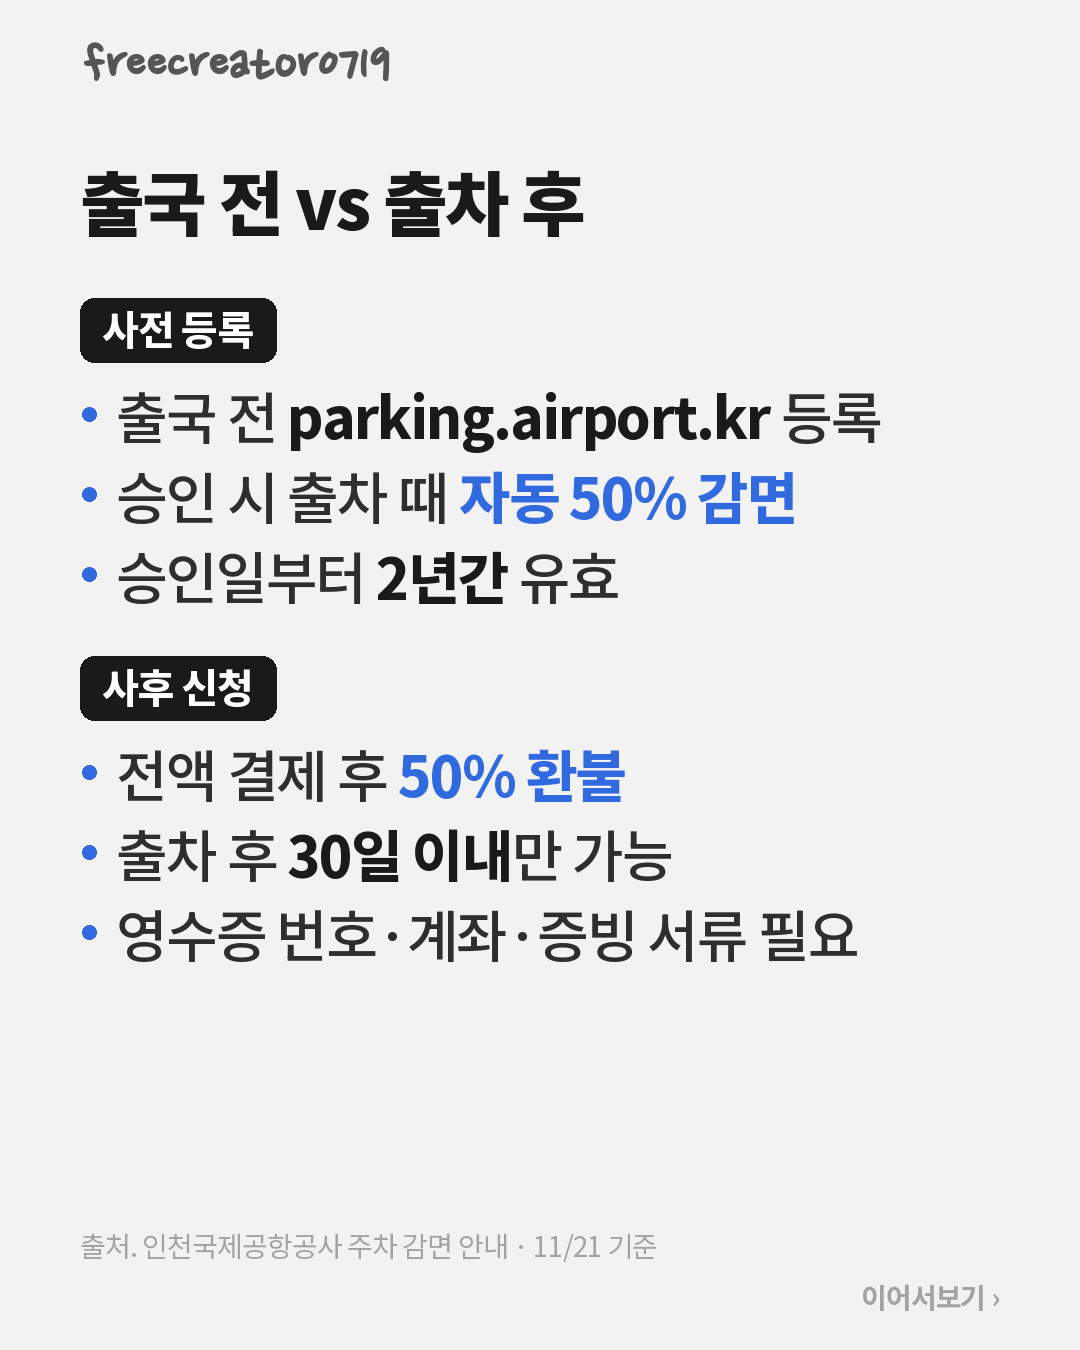 freecreator0719
출국 전 vs 출차 후
사전 등록
• 출국 전 parking.airport.kr 등록
• 승인 시 출차 때 자동 50% 감면
• 승인일부터 2년간 유효
사후 신청
• 전액 결제 후 50% 환불
• 출차 후 30일 이내만 가능
• 영수증 번호·계좌·증빙 서류 필요
출처. 인천국제공항공사 주차 감면 안내 · 11/21 기준
이어서보기 ›